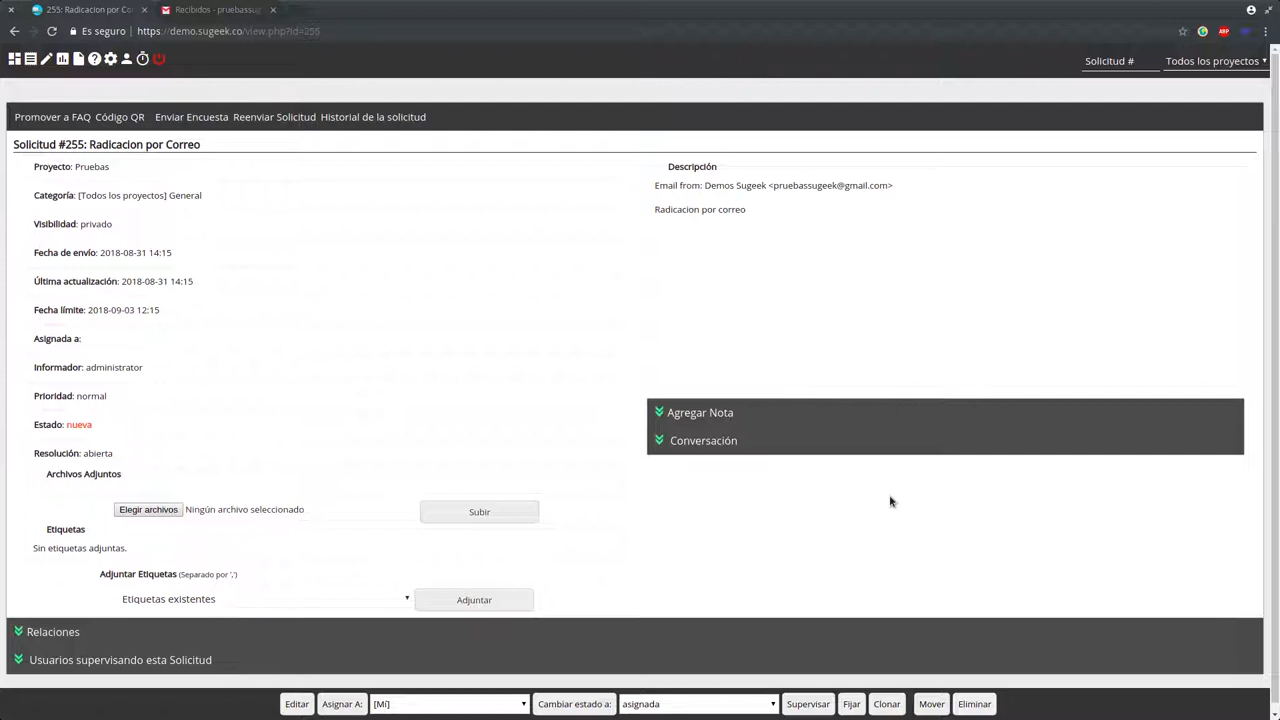 255: Radicacion por Co
Recibidos - pruebassug
Es seguro
https://demo.sugeek.co/view.php?id=255
ABP
Solicitud #
Todos los proyectos
Promover a FAQ Código QR Enviar Encuesta Reenviar Solicitud Historial de la solicitud
Solicitud #255: Radicacion por Correo
Proyecto: Pruebas
Categoría: [Todos los proyectos] General
Visibilidad: privado
Fecha de envío: 2018-08-31 14:15
Última actualización: 2018-08-31 14:15
Fecha límite: 2018-09-03 12:15
Asignada a:
Informador: administrator
Prioridad: normal
Estado: nueva
Resolución: abierta
Archivos Adjuntos
Elegir archivos Ningún archivo seleccionado Subir
Etiquetas
Sin etiquetas adjuntas.
Adjuntar Etiquetas (Separado por ',')
Etiquetas existentes Adjuntar
Descripción
Email from: Demos Sugeek <pruebassugeek@gmail.com>
Radicacion por correo
Agregar Nota
Conversación
Relaciones
Usuarios supervisando esta Solicitud
Editar Asignar A: [Mí] Cambiar estado a: asignada Supervisar Fijar Clonar Mover Eliminar